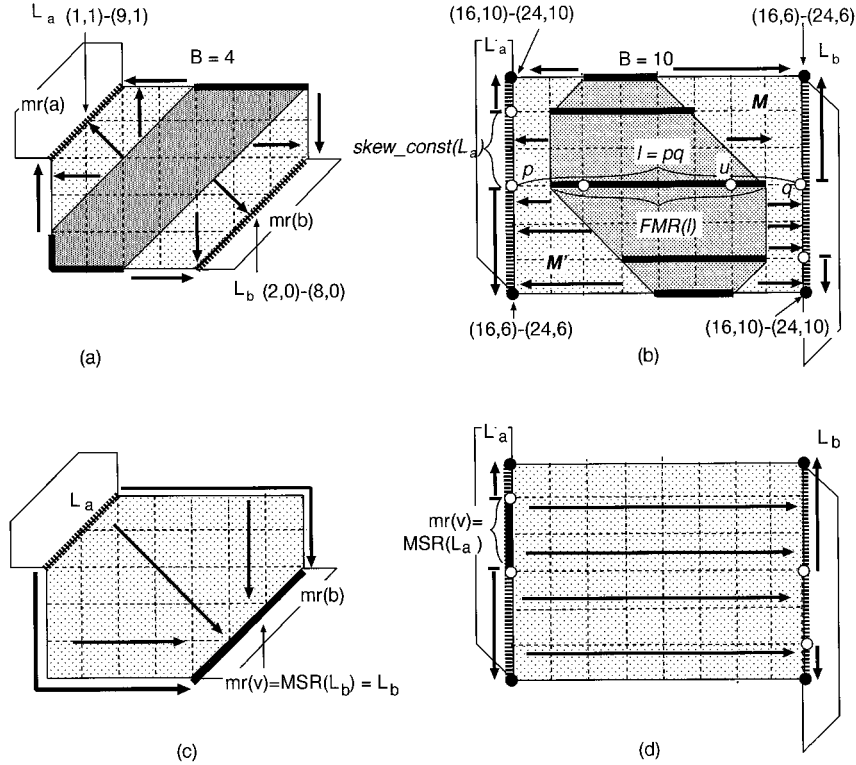 L a (1,1)-(9,1)
B = 4
mr(a)
mr(b)
L b (2,0)-(8,0)
(a)
(16,10)-(24,10)
(16,6)-(24,6)
L a
B = 10
L b
M
skew_const(L a)
l = pq
p
u
q
FMR(l)
M'
(16,6)-(24,6)
(16,10)-(24,10)
(b)
L a
mr(b)
mr(v)=MSR(L b) = L b
(c)
L a
L b
mr(v)=
MSR(L a)
(d)